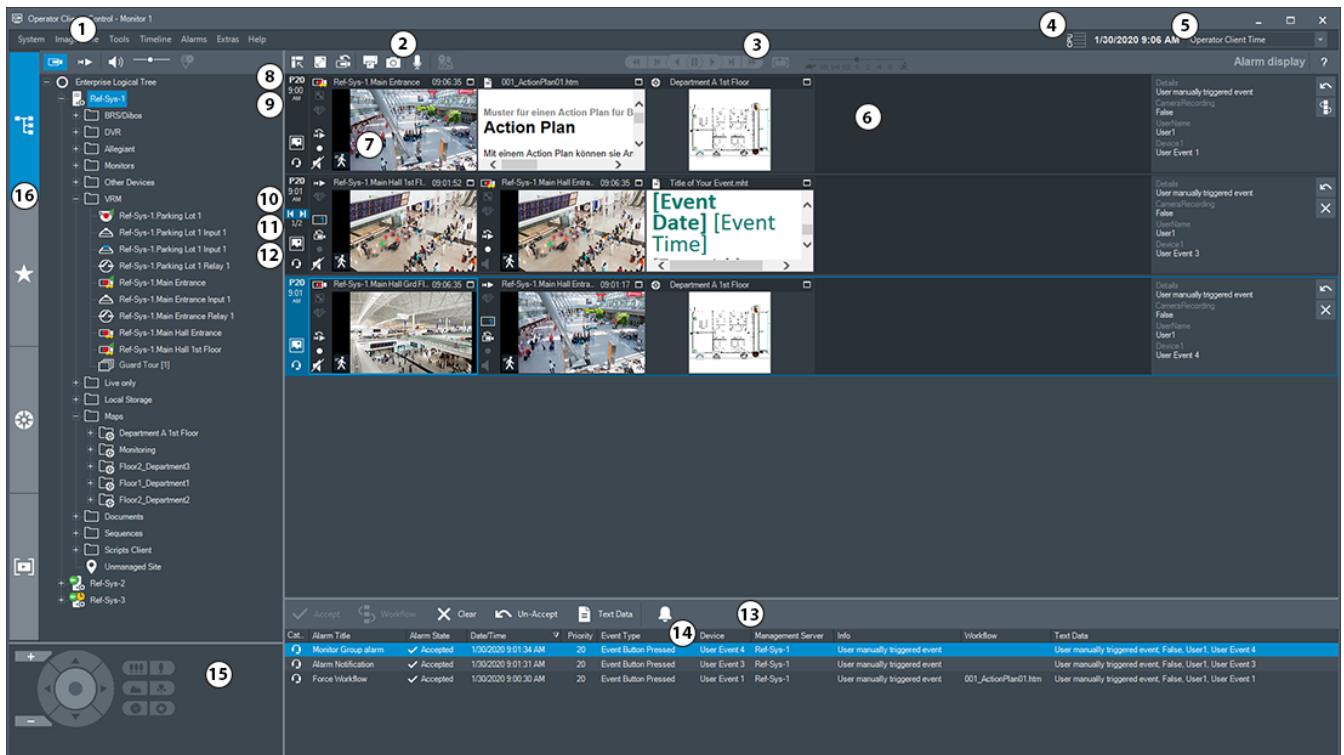 Operator Client
Control - Monitor 1
System
Tools
Timeline
Alarms
Extras
Help
1
2
3
4
5
1/30/2020 9:06 AM
Operator Client Time
Alarm display
?
Enterprise Logical Tree
Ref-Sys-1
BRS/Dibos
DVR
Allegiant
Monitors
Other Devices
VRM
Ref-Sys-1.Parking Lot 1
Ref-Sys-1.Parking Lot 1 Input 1
Ref-Sys-1.Parking Lot 1 Input 1
Ref-Sys-1.Parking Lot 1 Relay 1
Ref-Sys-1.Main Entrance
Ref-Sys-1.Main Entrance Input 1
Ref-Sys-1.Main Entrance Relay 1
Ref-Sys-1.Main Hall Entrance
Ref-Sys-1.Main Hall 1st Floor
Guard Tour [1]
Live only
Local Storage
Maps
Department A 1st Floor
Monitoring
Floor2_Department3
Floor1_Department1
Floor2_Department2
Documents
Sequences
Scripts Client
Unmanaged Site
Ref-Sys-2
Ref-Sys-3
16
8
9
10
11
12
P20
9:00
AM
Ref-Sys-1.Main Entrance 09:06:35
001_ActionPlan01.htm
Department A 1st Floor
7
Muster für einen Action Plan für B
Action Plan
Mit einem Action Plan können sie Ar
6
Details
User manually triggered event
CameraRecording
False
UserName
User1
Device1
User Event 1
P20
9:01
AM
1/2
Ref-Sys-1.Main Hall 1st Fl.. 09:01:52
Ref-Sys-1.Main Hall Entra.. 09:06:35
Title of Your Event.mht
[Event
Date] [Event
Time]
Details
User manually triggered event
CameraRecording
False
UserName
User1
Device1
User Event 3
P20
9:01
AM
Ref-Sys-1.Main Hall Grd Fl.. 09:06:35
Ref-Sys-1.Main Hall Entra.. 09:01:17
Department A 1st Floor
Details
User manually triggered event
CameraRecording
False
UserName
User1
Device1
User Event 4
Accept
Workflow
Clear
Un-Accept
Text Data
13
Cat.. Alarm Title Alarm State Date/Time Priority Event Type 14 Device Management Server Info Workflow Text Data
Monitor Group alarm Accepted 1/30/2020 9:01:34 AM 20 Event Button Pressed User Event 4 Ref-Sys-1 User manually triggered event User manually triggered event, False, User1, User Event 4
Alarm Notification Accepted 1/30/2020 9:01:31 AM 20 Event Button Pressed User Event 3 Ref-Sys-1 User manually triggered event User manually triggered event, False, User1, User Event 3
Force Workflow Accepted 1/30/2020 9:00:30 AM 20 Event Button Pressed User Event 1 Ref-Sys-1 User manually triggered event 001_ActionPlan01.htm User manually triggered event, False, User1, User Event 1
15